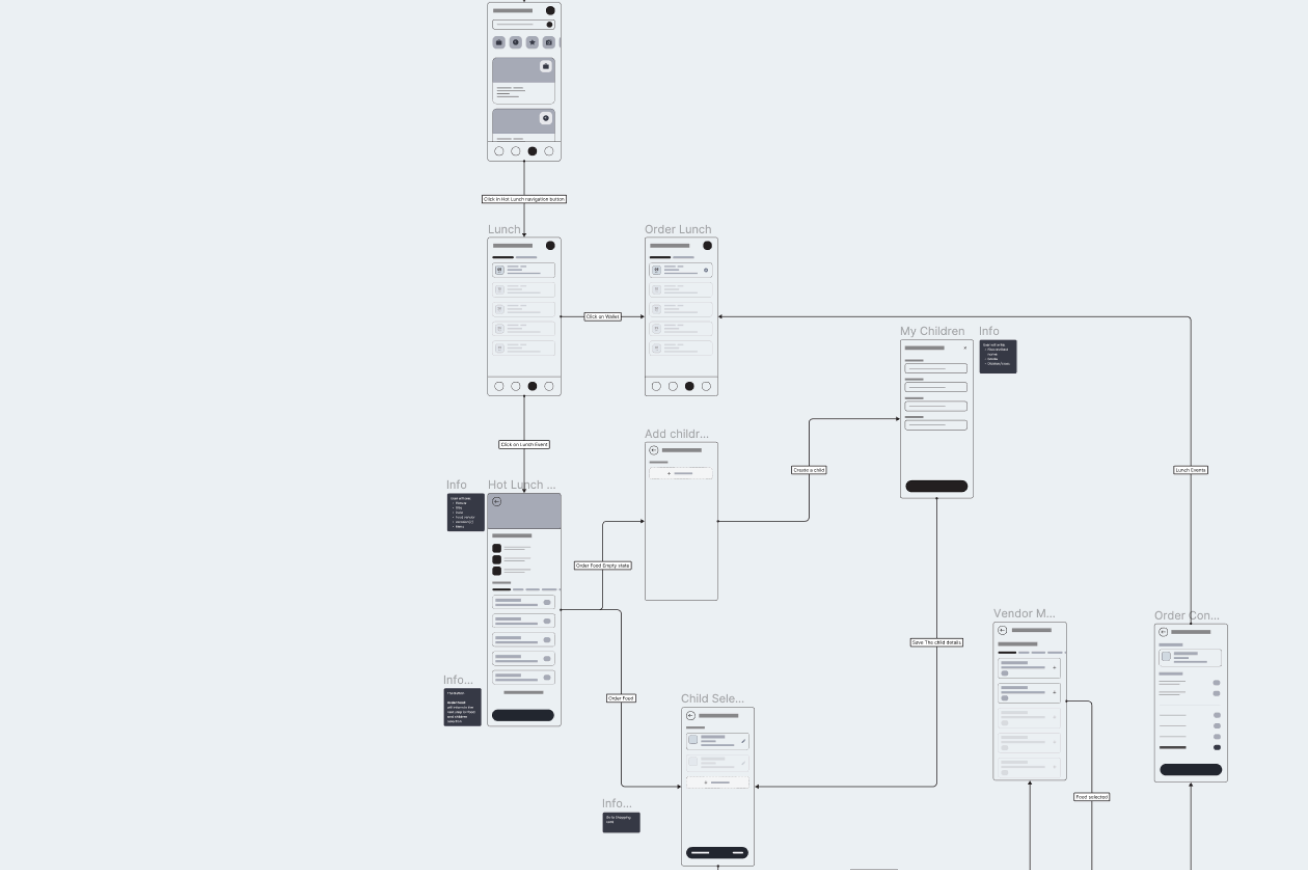 Click in Hot Lunch navigation button
Lunch
Order Lunch
Click on Wallet
My Children
Info
Click on Lunch Event
Add childr...
Create a child
Lunch Events
Info
Hot Lunch ...
Order Food Empty state
Vendor M...
Order Con...
Save The child details
Info...
Order Food
Child Sele...
Food selected
Info...